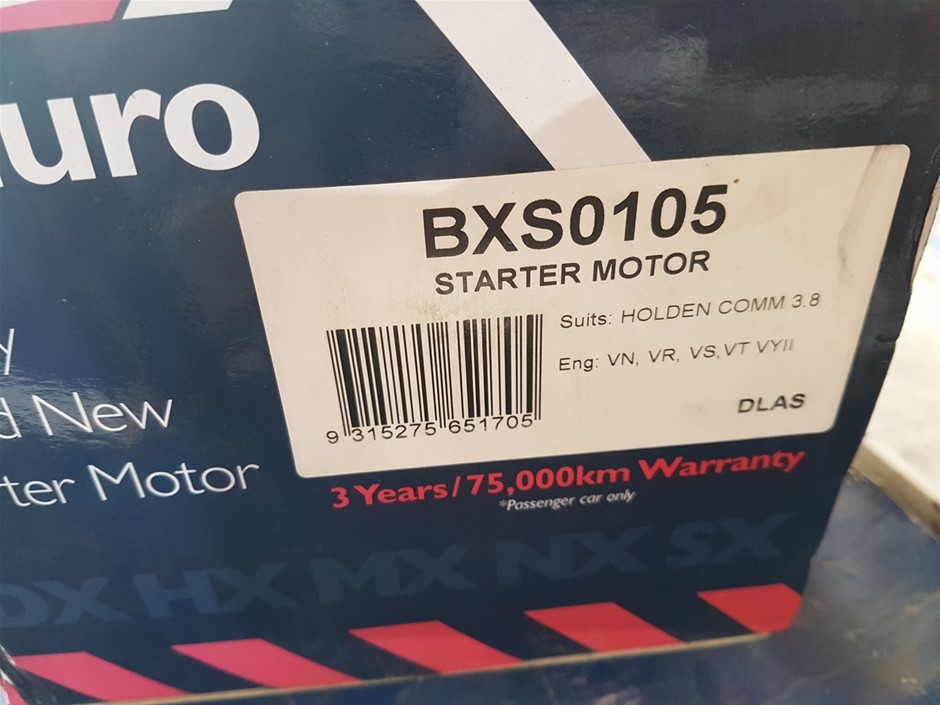 uro
BXS0105
STARTER MOTOR
Suits: HOLDEN COMM 3.8
Eng: VN, VR, VS,VT VYII
DLAS
9 315275 651705
y
d New
ter Motor
3 Years/75,000km Warranty
*Passenger car only
DX HX MX NX SX